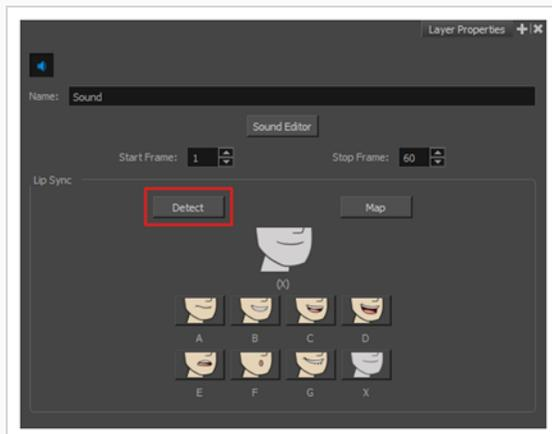 Layer Properties
Name: Sound
Sound Editor
Start Frame: 1 Stop Frame: 60
Lip Sync
Detect Map
(X)
A B C D
E F G X